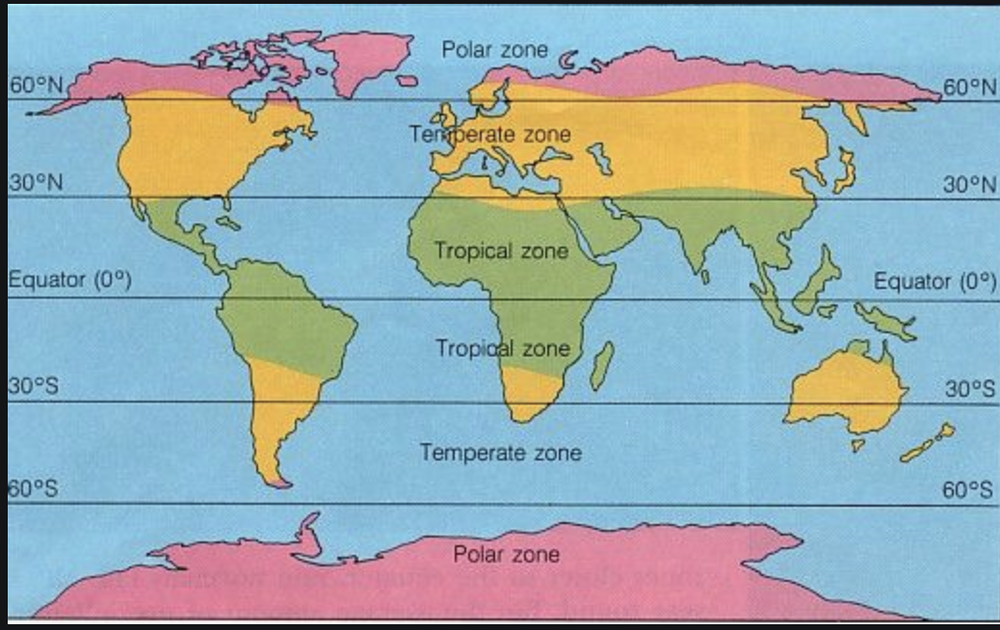 Polar zone
60°N 60°N
Temperate zone
30°N 30°N
Tropical zone
Equator (0°) Equator (0°)
Tropical zone
30°S 30°S
Temperate zone
60°S 60°S
Polar zone